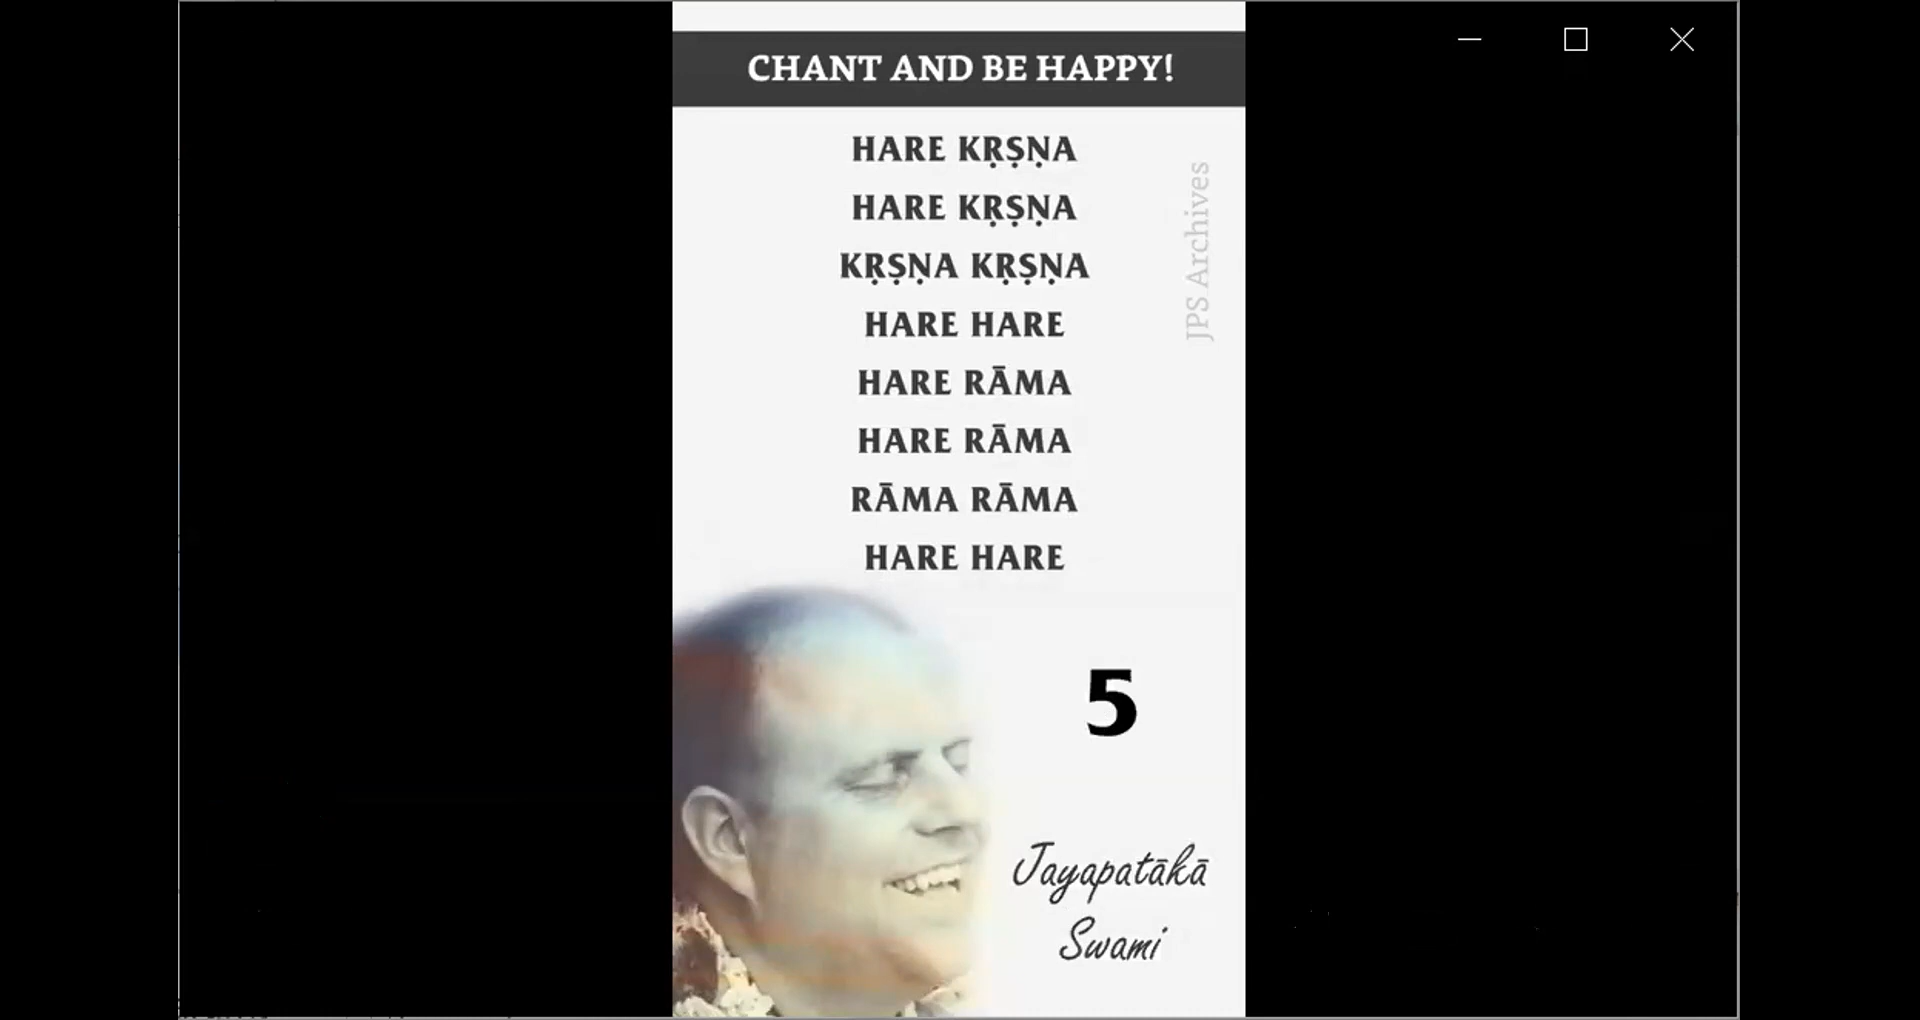 CHANT AND BE HAPPY!
HARE KṚṢṆA
HARE KṚṢṆA
KṚṢṆA KṚṢṆA
HARE HARE
HARE RĀMA
HARE RĀMA
RĀMA RĀMA
HARE HARE
JPS Archives
5
Jayapatākā
Swami